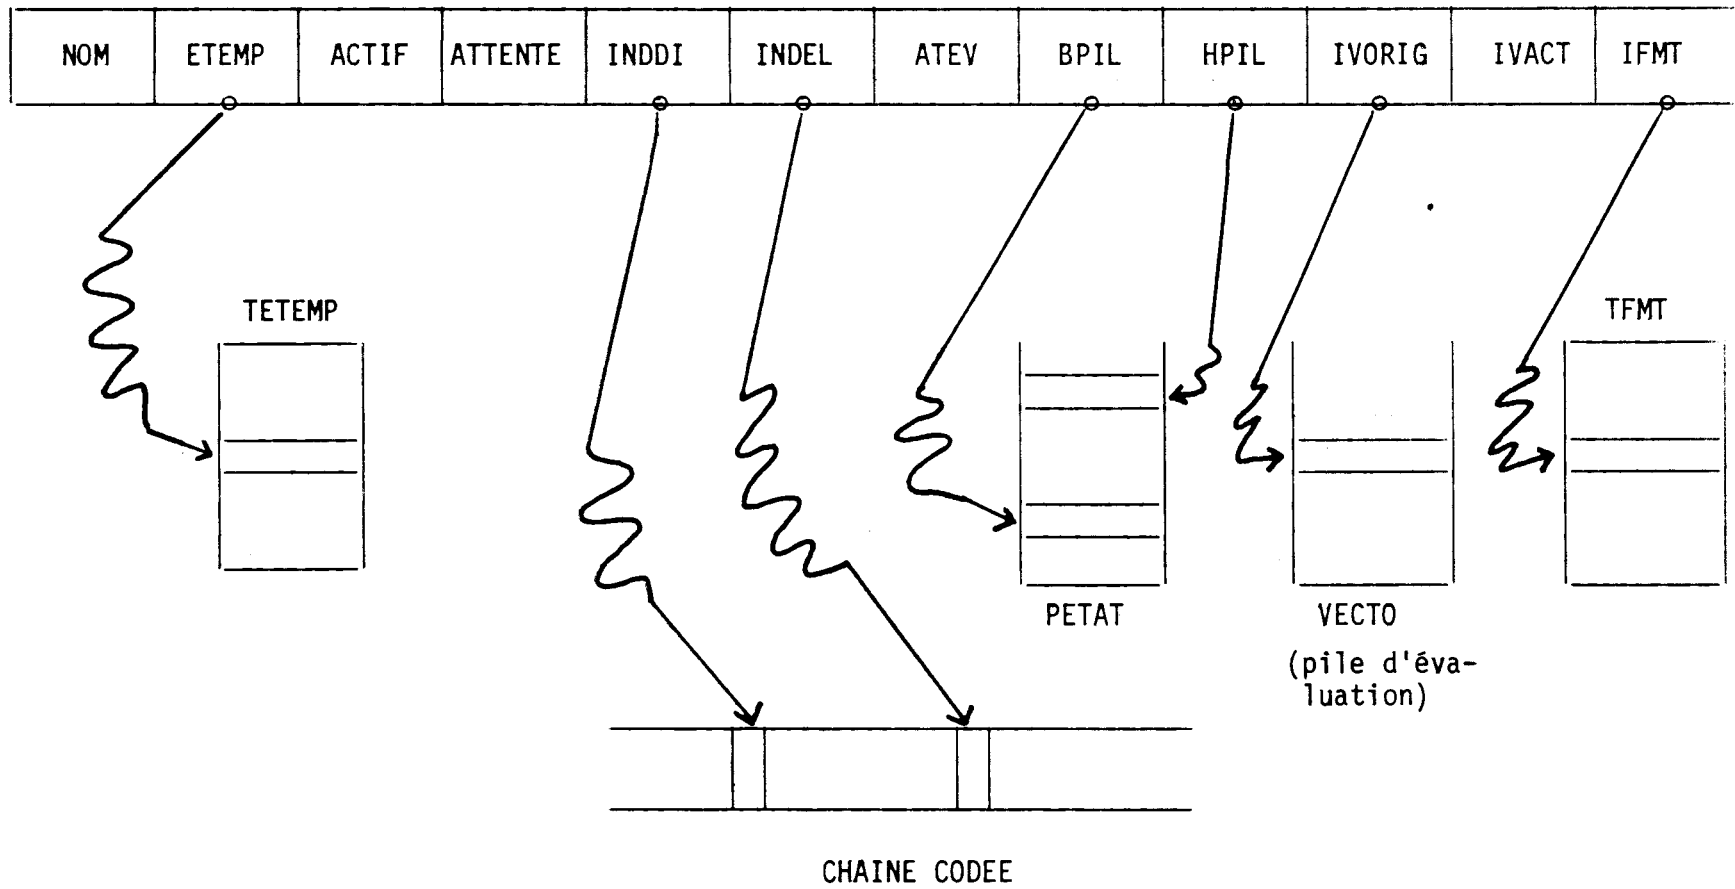 NOM ETEMP ACTIF ATTENTE INDDI INDEL ATEV BPIL HPIL IVORIG IVACT IFMT
TETEMP
TFMT
PETAT
VECTO
(pile d'éva-
luation)
CHAINE CODEE